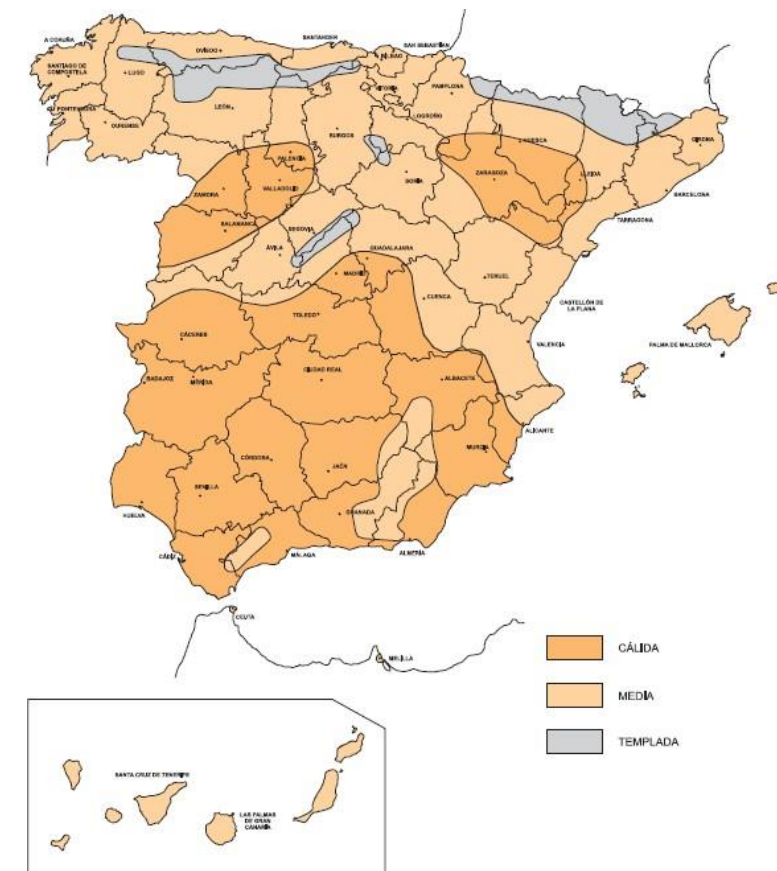 SANTANDER
A CORUÑA
OVIEDO
SAN SEBASTIÁN
BILBAO
SANTIAGO DE
COMPOSTELA
LUGO
VITORIA
PAMPLONA
LEÓN
LOGROÑO
PONTEVEDRA
OURENSE
BURGOS
HUESCA
GIRONA
PALENCIA
ZAMORA
VALLADOLID
SORIA
ZARAGOZA
LLEIDA
BARCELONA
TARRAGONA
SALAMANCA
SEGOVIA
ÁVILA
GUADALAJARA
MADRID
TERUEL
CUENCA
CASTELLÓN DE
LA PLANA
TOLEDO
CÁCERES
VALENCIA
PALMA DE MALLORCA
CIUDAD REAL
BADAJOZ
MÉRIDA
ALBACETE
ALICANTE
CÓRDOBA
MURCIA
JAÉN
SEVILLA
GRANADA
HUELVA
ALMERÍA
CÁDIZ
MÁLAGA
CEUTA
MELILLA
CÁLIDA
MEDIA
TEMPLADA
SANTA CRUZ DE TENERIFE
LAS PALMAS
DE GRAN
CANARIA